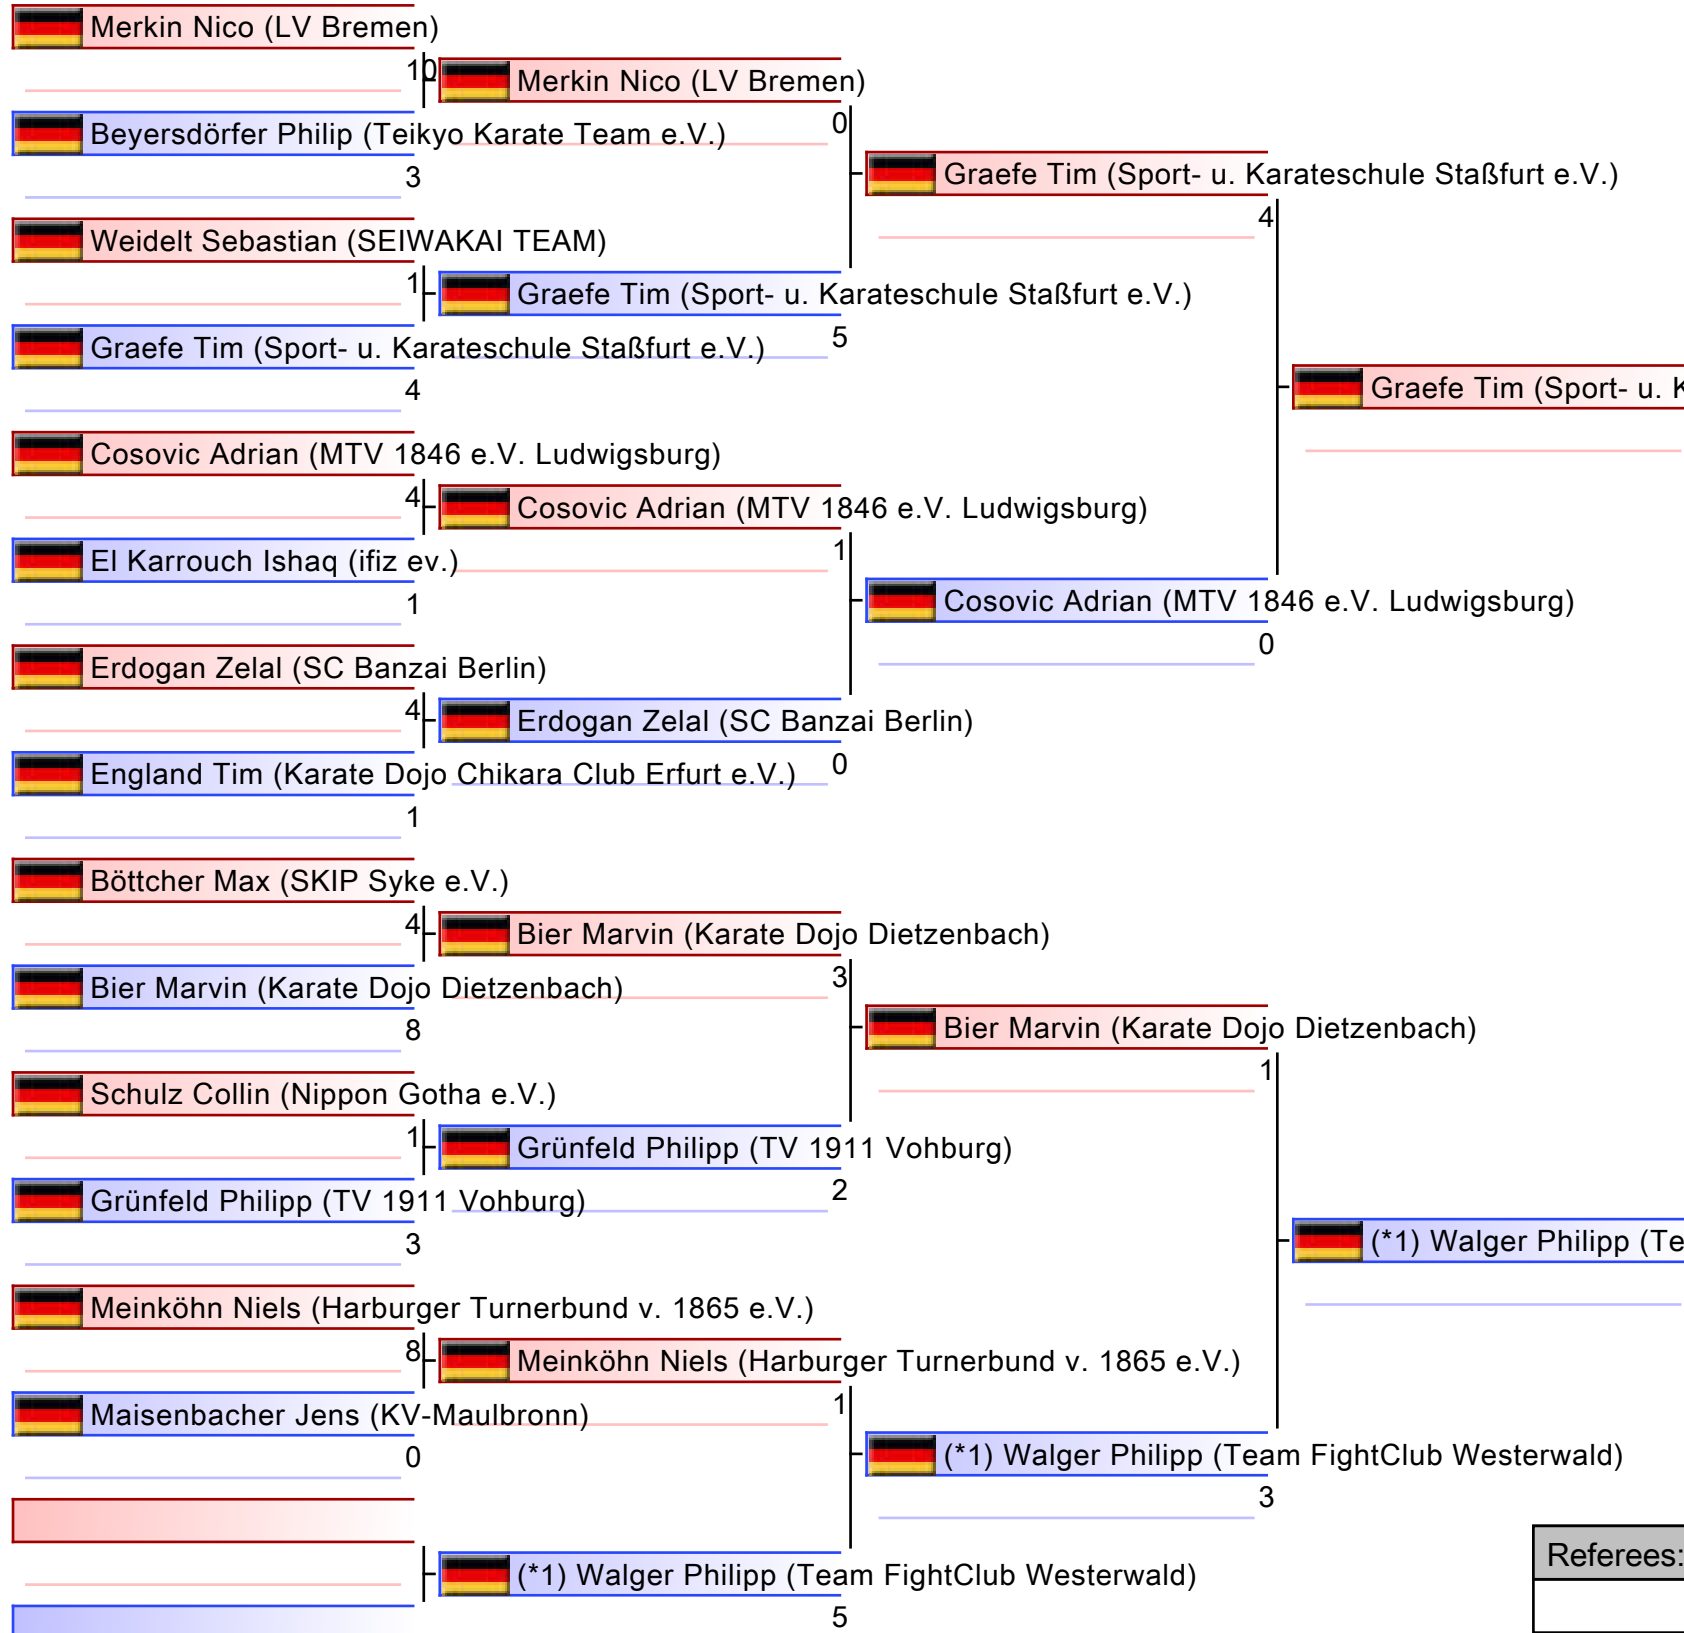 Merkin Nico (LV Bremen)
10
Merkin Nico (LV Bremen)
Beyersdörfer Philip (Teikyo Karate Team e.V.)
0
3
Graefe Tim (Sport- u. Karateschule Staßfurt e.V.)
4
Weidelt Sebastian (SEIWAKAI TEAM)
1
Graefe Tim (Sport- u. Karateschule Staßfurt e.V.)
Graefe Tim (Sport- u. Karateschule Staßfurt e.V.)
5
4
Graefe Tim (Sport- u. K
Cosovic Adrian (MTV 1846 e.V. Ludwigsburg)
4
Cosovic Adrian (MTV 1846 e.V. Ludwigsburg)
El Karrouch Ishaq (ifiz ev.)
1
1
Cosovic Adrian (MTV 1846 e.V. Ludwigsburg)
0
Erdogan Zelal (SC Banzai Berlin)
4
Erdogan Zelal (SC Banzai Berlin)
England Tim (Karate Dojo Chikara Club Erfurt e.V.)
0
1
Böttcher Max (SKIP Syke e.V.)
4
Bier Marvin (Karate Dojo Dietzenbach)
Bier Marvin (Karate Dojo Dietzenbach)
3
8
Bier Marvin (Karate Dojo Dietzenbach)
1
Schulz Collin (Nippon Gotha e.V.)
1
Grünfeld Philipp (TV 1911 Vohburg)
Grünfeld Philipp (TV 1911 Vohburg)
2
3
(*1) Walger Philipp (Te
Meinköhn Niels (Harburger Turnerbund v. 1865 e.V.)
8
Meinköhn Niels (Harburger Turnerbund v. 1865 e.V.)
Maisenbacher Jens (KV-Maulbronn)
1
0
(*1) Walger Philipp (Team FightClub Westerwald)
3
Referees:
(*1) Walger Philipp (Team FightClub Westerwald)
5